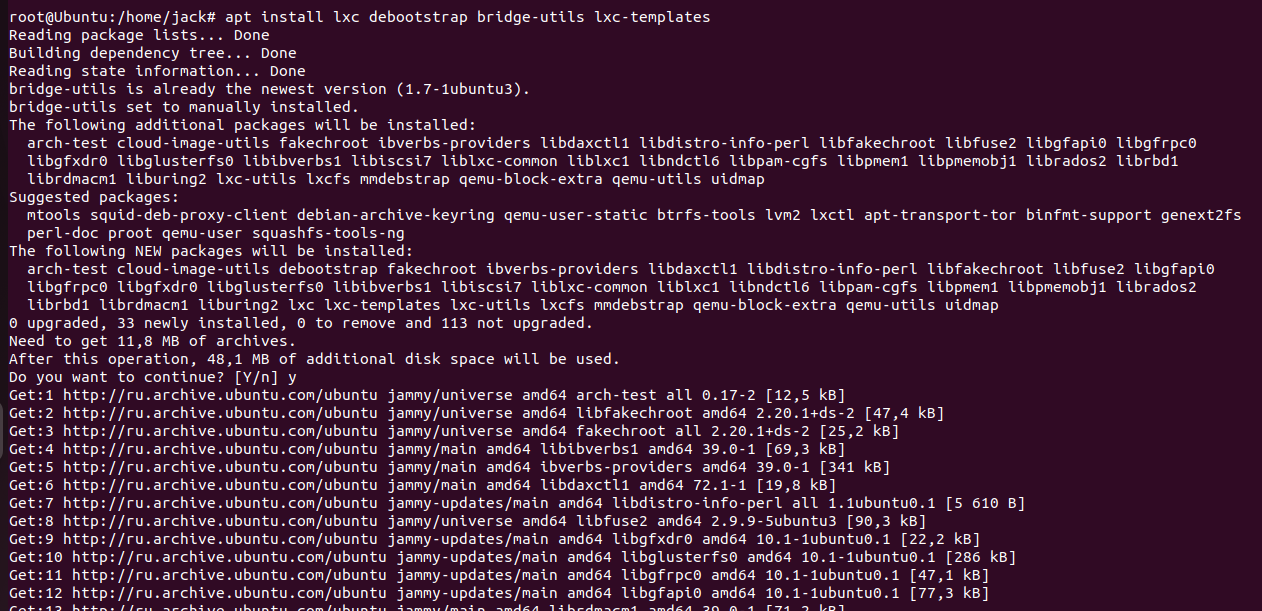 root@Ubuntu:/home/jack# apt install lxc debootstrap bridge-utils lxc-templates
Reading package lists... Done
Building dependency tree... Done
Reading state information... Done
bridge-utils is already the newest version (1.7-1ubuntu3).
bridge-utils set to manually installed.
The following additional packages will be installed:
  arch-test cloud-image-utils fakechroot ibverbs-providers libdaxctl1 libdistro-info-perl libfakechroot libfuse2 libgfapi0 libgfrpc0
  libgfxdr0 libglusterfs0 libibverbs1 libiscsi7 liblxc-common liblxc1 libndctl6 libpam-cgfs libpmem1 libpmemobj1 librados2 librbd1
  librdmacm1 liburing2 lxc-utils lxcfs mmdebstrap qemu-block-extra qemu-utils uidmap
Suggested packages:
  mtools squid-deb-proxy-client debian-archive-keyring qemu-user-static btrfs-tools lvm2 lxctl apt-transport-tor binfmt-support genext2fs
  perl-doc proot qemu-user squashfs-tools-ng
The following NEW packages will be installed:
  arch-test cloud-image-utils debootstrap fakechroot ibverbs-providers libdaxctl1 libdistro-info-perl libfakechroot libfuse2 libgfapi0
  libgfrpc0 libgfxdr0 libglusterfs0 libibverbs1 libiscsi7 liblxc-common liblxc1 libndctl6 libpam-cgfs libpmem1 libpmemobj1 librados2
  librbd1 librdmacm1 liburing2 lxc lxc-templates lxc-utils lxcfs mmdebstrap qemu-block-extra qemu-utils uidmap
0 upgraded, 33 newly installed, 0 to remove and 113 not upgraded.
Need to get 11,8 MB of archives.
After this operation, 48,1 MB of additional disk space will be used.
Do you want to continue? [Y/n] y
Get:1 http://ru.archive.ubuntu.com/ubuntu jammy/universe amd64 arch-test all 0.17-2 [12,5 kB]
Get:2 http://ru.archive.ubuntu.com/ubuntu jammy/universe amd64 libfakechroot amd64 2.20.1+ds-2 [47,4 kB]
Get:3 http://ru.archive.ubuntu.com/ubuntu jammy/universe amd64 fakechroot all 2.20.1+ds-2 [25,2 kB]
Get:4 http://ru.archive.ubuntu.com/ubuntu jammy/main amd64 libibverbs1 amd64 39.0-1 [69,3 kB]
Get:5 http://ru.archive.ubuntu.com/ubuntu jammy/main amd64 ibverbs-providers amd64 39.0-1 [341 kB]
Get:6 http://ru.archive.ubuntu.com/ubuntu jammy/main amd64 libdaxctl1 amd64 72.1-1 [19,8 kB]
Get:7 http://ru.archive.ubuntu.com/ubuntu jammy-updates/main amd64 libdistro-info-perl all 1.1ubuntu0.1 [5 610 B]
Get:8 http://ru.archive.ubuntu.com/ubuntu jammy/universe amd64 libfuse2 amd64 2.9.9-5ubuntu3 [90,3 kB]
Get:9 http://ru.archive.ubuntu.com/ubuntu jammy-updates/main amd64 libgfxdr0 amd64 10.1-1ubuntu0.1 [22,2 kB]
Get:10 http://ru.archive.ubuntu.com/ubuntu jammy-updates/main amd64 libglusterfs0 amd64 10.1-1ubuntu0.1 [286 kB]
Get:11 http://ru.archive.ubuntu.com/ubuntu jammy-updates/main amd64 libgfrpc0 amd64 10.1-1ubuntu0.1 [47,1 kB]
Get:12 http://ru.archive.ubuntu.com/ubuntu jammy-updates/main amd64 libgfapi0 amd64 10.1-1ubuntu0.1 [77,3 kB]
Get:13 http://ru.archive.ubuntu.com/ubuntu jammy/main amd64 librdmacm1 amd64 39.0-1 [71,2 kB]